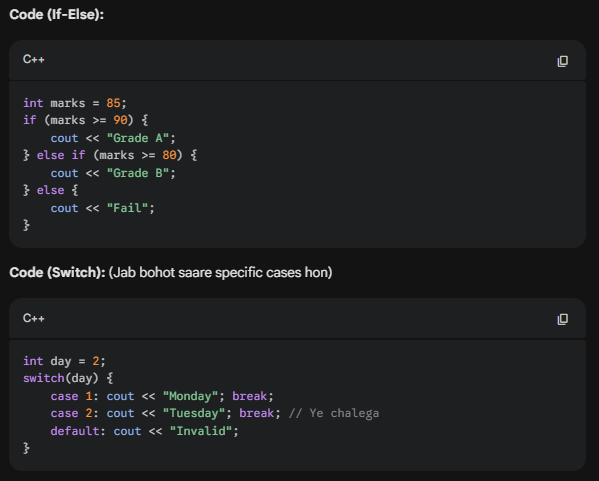 Code (If-Else):
C++
int marks = 85;
if (marks >= 90) {
    cout << "Grade A";
} else if (marks >= 80) {
    cout << "Grade B";
} else {
    cout << "Fail";
}
Code (Switch): (Jab bohot saare specific cases hon)
C++
int day = 2;
switch(day) {
    case 1: cout << "Monday"; break;
    case 2: cout << "Tuesday"; break; // Ye chalega
    default: cout << "Invalid";
}